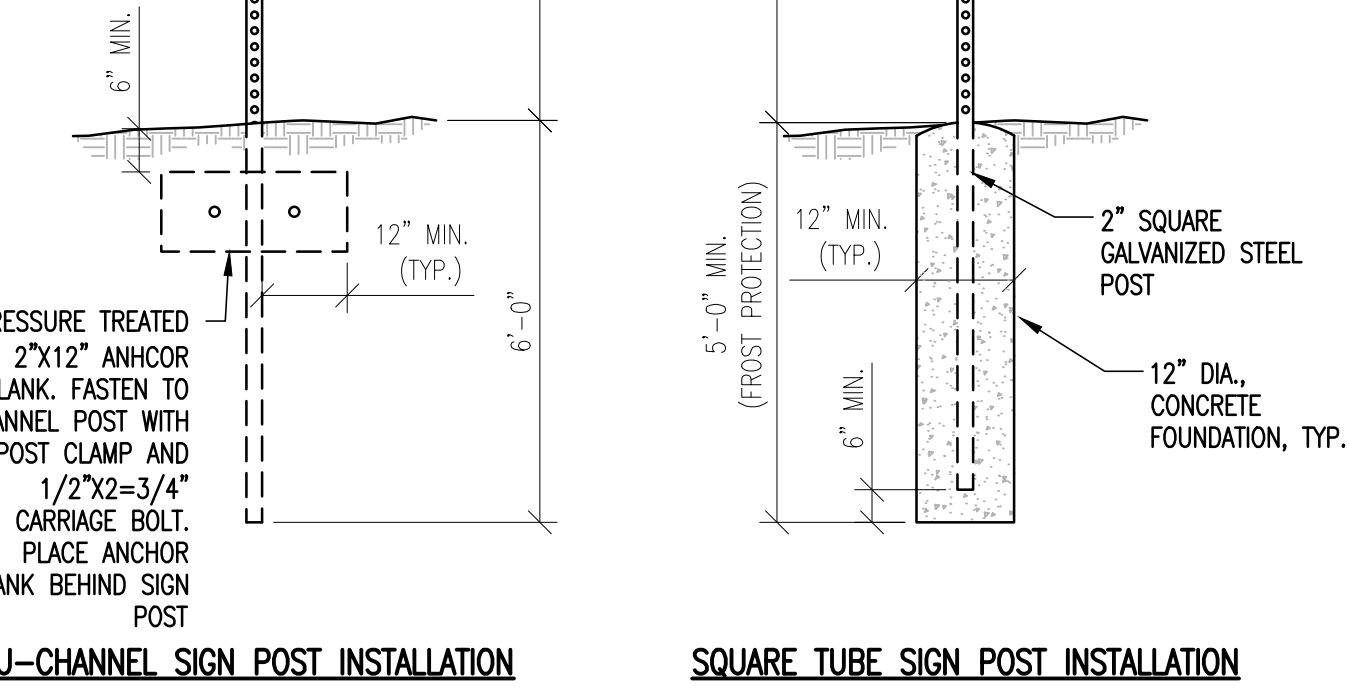 6" MIN.
12" MIN.
(TYP.)
6'-0"
RESSURE TREATED
2"X12" ANHCOR
LANK. FASTEN TO
ANNEL POST WITH
POST CLAMP AND
1/2"X2=3/4"
CARRIAGE BOLT.
PLACE ANCHOR
ANK BEHIND SIGN
POST
U-CHANNEL SIGN POST INSTALLATION
5'-0" MIN.
(FROST PROTECTION)
12" MIN.
(TYP.)
6" MIN.
2" SQUARE
GALVANIZED STEEL
POST
12" DIA.,
CONCRETE
FOUNDATION, TYP.
SQUARE TUBE SIGN POST INSTALLATION